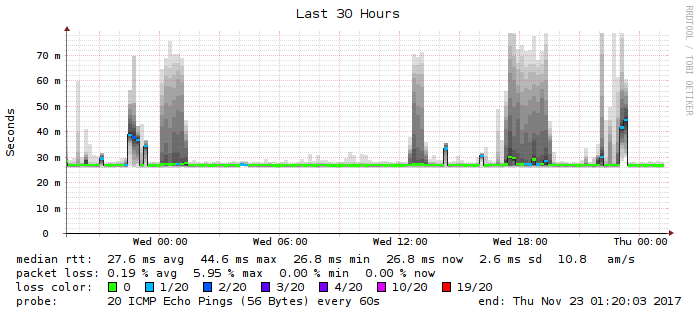 Last 30 Hours
RRDTOOL / TOBI OETIKER
Seconds
70 m
60 m
50 m
40 m
30 m
20 m
10 m
0
Wed 00:00 Wed 06:00 Wed 12:00 Wed 18:00 Thu 00:00
median rtt: 27.6 ms avg 44.6 ms max 26.8 ms min 26.8 ms now 2.6 ms sd 10.8 am/s
packet loss: 0.19 % avg 5.95 % max 0.00 % min 0.00 % now
loss color: 0 1/20 2/20 3/20 4/20 10/20 19/20
probe: 20 ICMP Echo Pings (56 Bytes) every 60s end: Thu Nov 23 01:20:03 2017